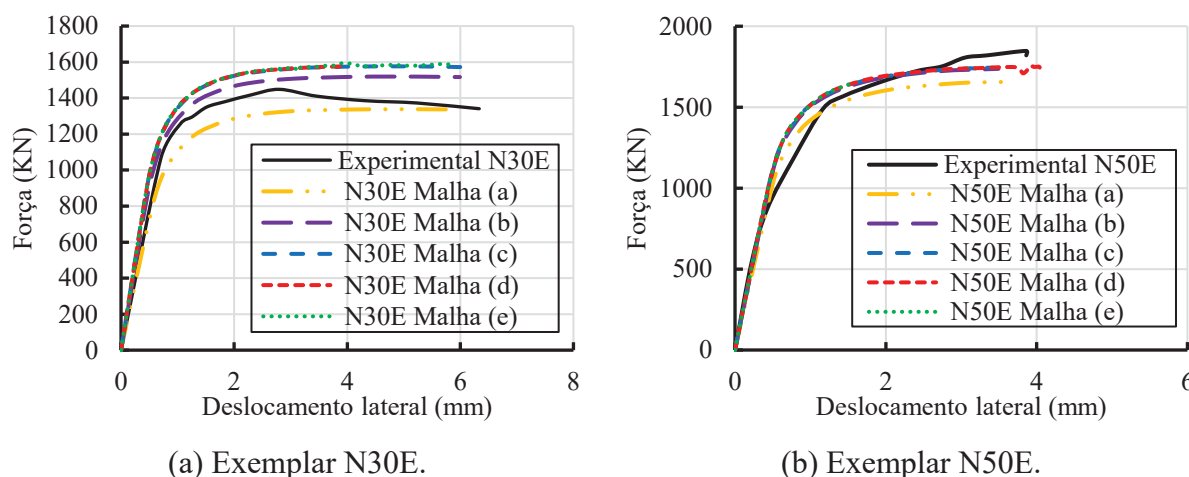 1800
1600
1400
1200
1000
800
600
400
200
0
Força (KN)
Experimental N30E
N30E Malha (a)
N30E Malha (b)
N30E Malha (c)
N30E Malha (d)
N30E Malha (e)
0 2 4 6 8
Deslocamento lateral (mm)
(a) Exemplar N30E.
2000
1500
1000
500
0
Força (KN)
Experimental N50E
N50E Malha (a)
N50E Malha (b)
N50E Malha (c)
N50E Malha (d)
N50E Malha (e)
0 2 4 6
Deslocamento lateral (mm)
(b) Exemplar N50E.